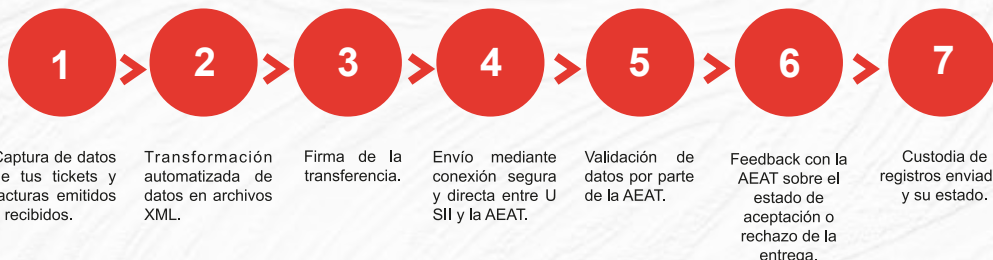 1
2
3
4
5
6
7
Captura de datos
de tus tickets y
facturas emitidos
recibidos.
Transformación
automatizada de
datos en archivos
XML.
Firma de la
transferencia.
Envío mediante
conexión segura
y directa entre U
SII y la AEAT.
Validación de
datos por parte
de la AEAT.
Feedback con la
AEAT sobre el
estado de
aceptación o
rechazo de la
entrega.
Custodia de
registros enviad
y su estado.